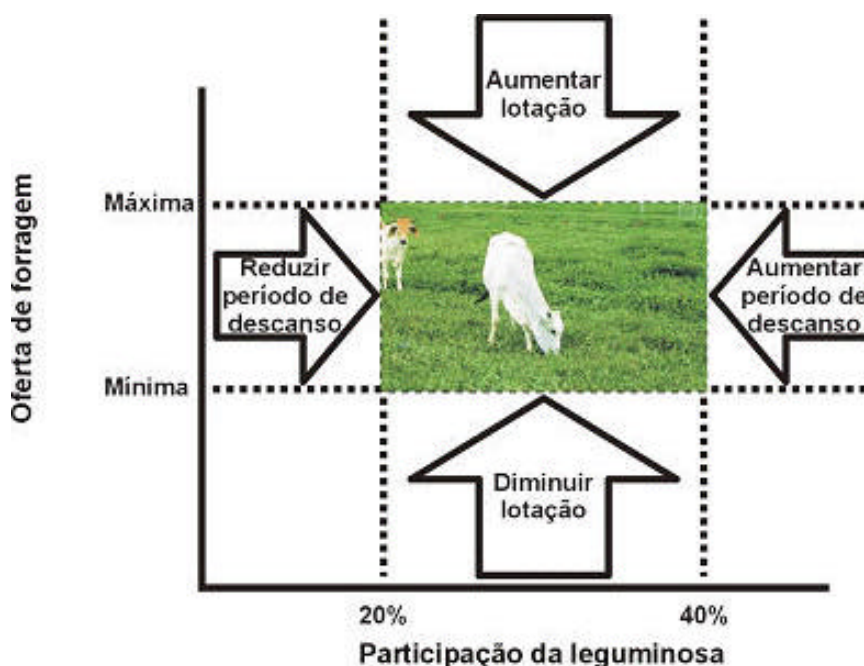 Aumentar
lotação
Oferta de forragem
Máxima
Reduzir
período de
descanso
Aumentar
período de
descanso
Mínima
Diminuir
lotação
20%
40%
Participação da leguminosa